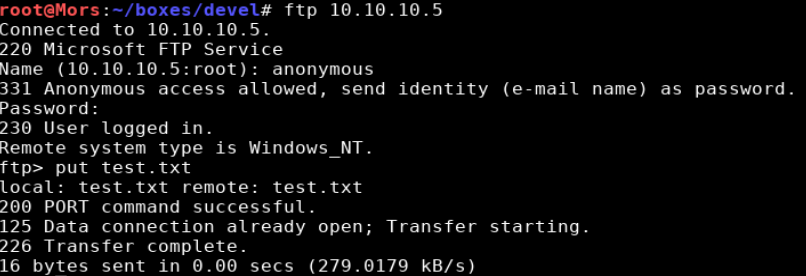 root@Mors:~/boxes/devel# ftp 10.10.10.5
Connected to 10.10.10.5.
220 Microsoft FTP Service
Name (10.10.10.5:root): anonymous
331 Anonymous access allowed, send identity (e-mail name) as password.
Password:
230 User logged in.
Remote system type is Windows_NT.
ftp> put test.txt
local: test.txt remote: test.txt
200 PORT command successful.
125 Data connection already open; Transfer starting.
226 Transfer complete.
16 bytes sent in 0.00 secs (279.0179 kB/s)